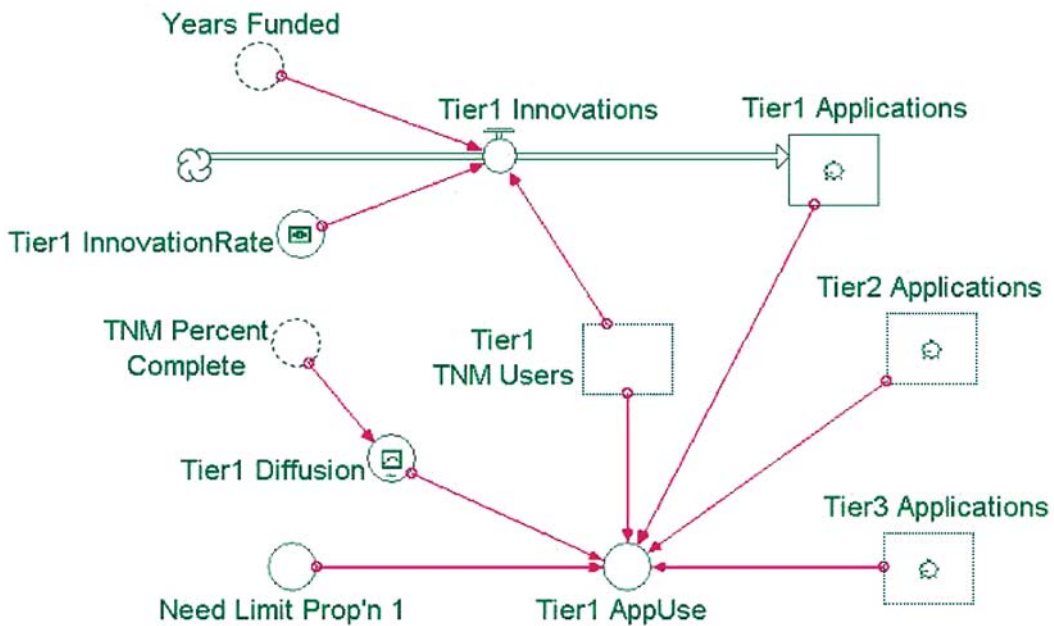 Years Funded
Tier1 Innovations
Tier1 Applications
Tier1 InnovationRate
Tier2 Applications
TNM Percent
Complete
Tier1
TNM Users
Tier1 Diffusion
Tier3 Applications
Need Limit Prop'n 1
Tier1 AppUse